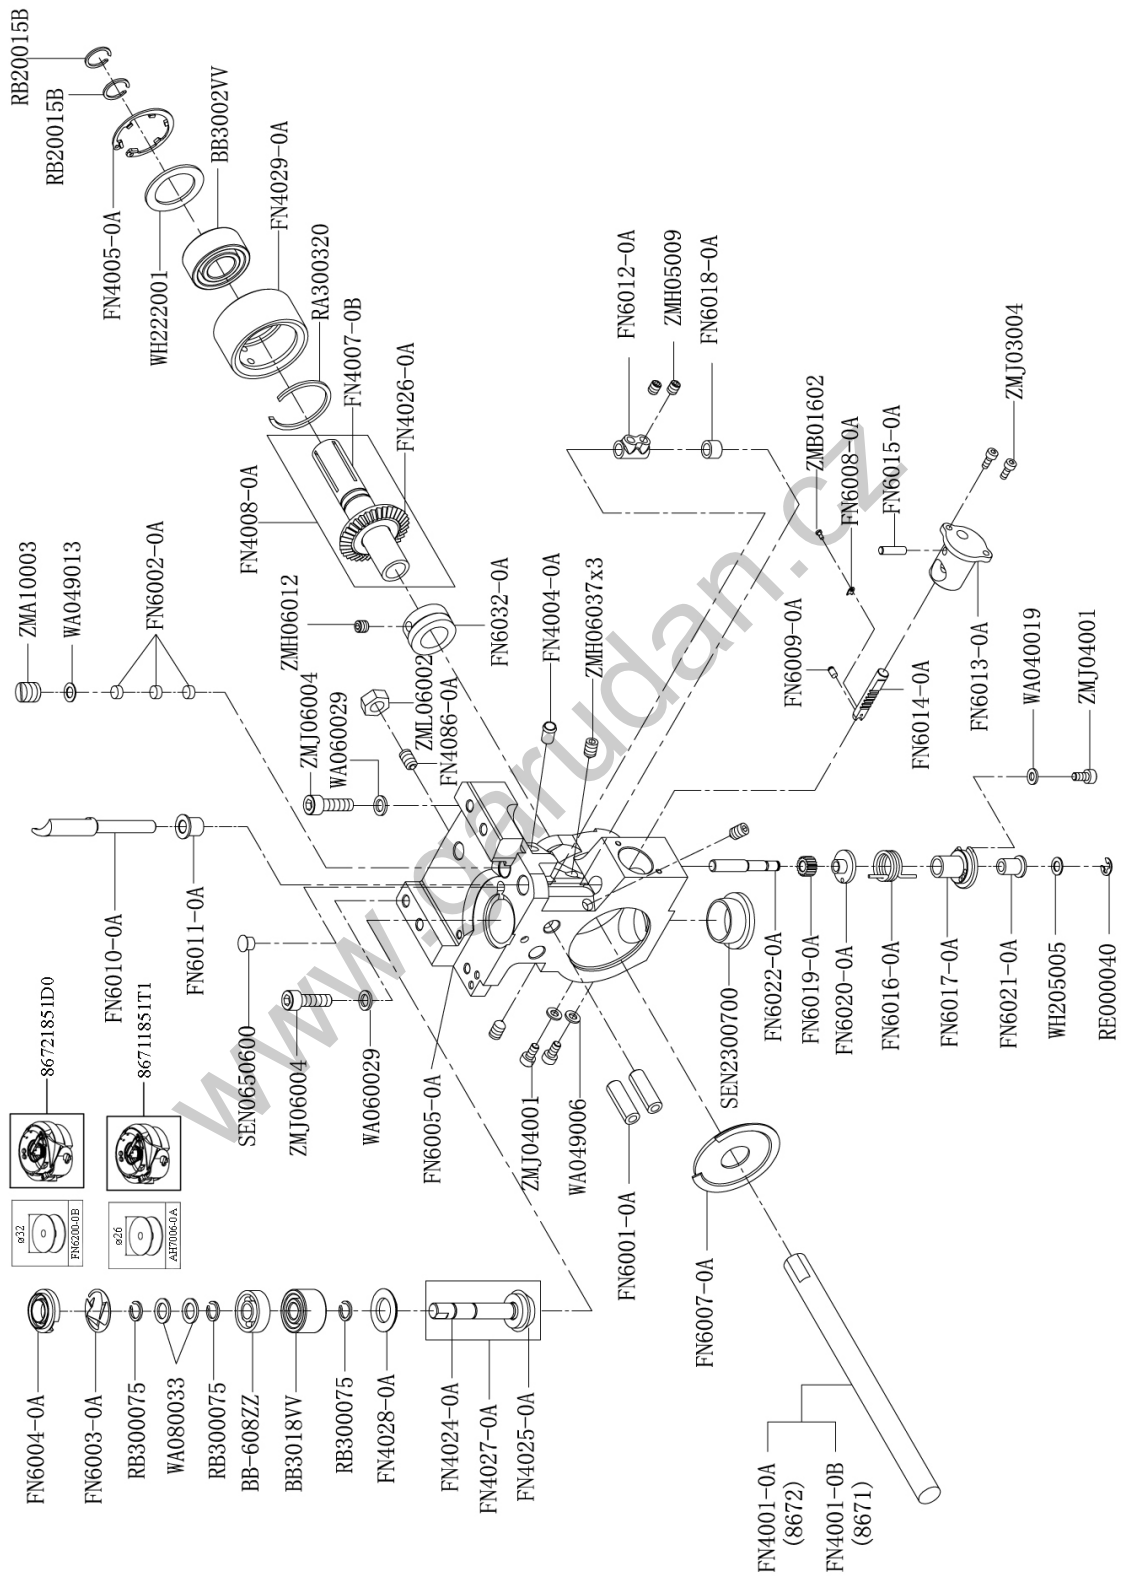 RB20015B
RB20015B
FN4005-0A
WH222001
BB3002VV
FN4029-0A
RA300320
FN4007-0B
FN4026-0A
FN4008-0A
ZMH06012
FN6032-0A
ZMA10003
WA049013
FN6002-0A
ZMJ06004
WA060029
ZML06002
FN4086-0A
FN4004-0A
ZMH06037x3
FN6012-0A
ZMH05009
FN6018-0A
ZMB01602
FN6008-0A
FN6015-0A
ZMJ03004
FN6009-0A
FN6014-0A
FN6013-0A
WA040019
ZMJ04001
FN6010-0A
FN6011-0A
SEN0650600
ZMJ06004
WA060029
FN6005-0A
ZMJ04001
WA049006
FN6001-0A
FN6007-0A
SEN2300700
FN6022-0A
FN6019-0A
FN6020-0A
FN6016-0A
FN6017-0A
FN6021-0A
WH205005
RE000040
8672185ID0
8671185IT1
ø32
FN6200-0B
ø26
AH7006-0A
FN6004-0A
FN6003-0A
RB300075
WA080033
RB300075
BB-608ZZ
BB3018VV
RB300075
FN4028-0A
FN4024-0A
FN4027-0A
FN4025-0A
FN4001-0A
(8672)
FN4001-0B
(8671)
www.garudan.cz